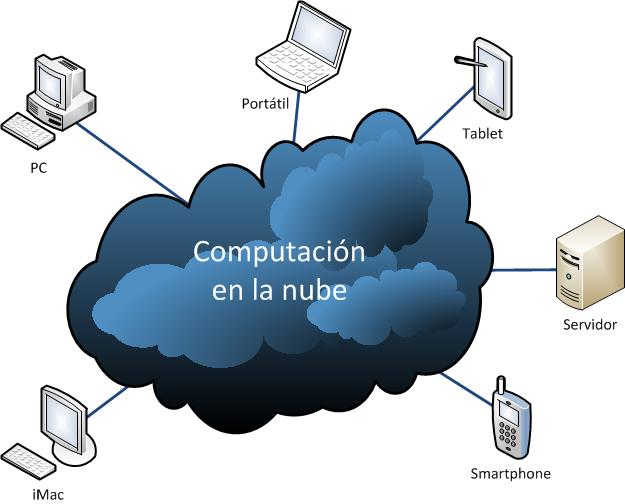 Portátil
Tablet
PC
Computación
en la nube
Servidor
Smartphone
iMac